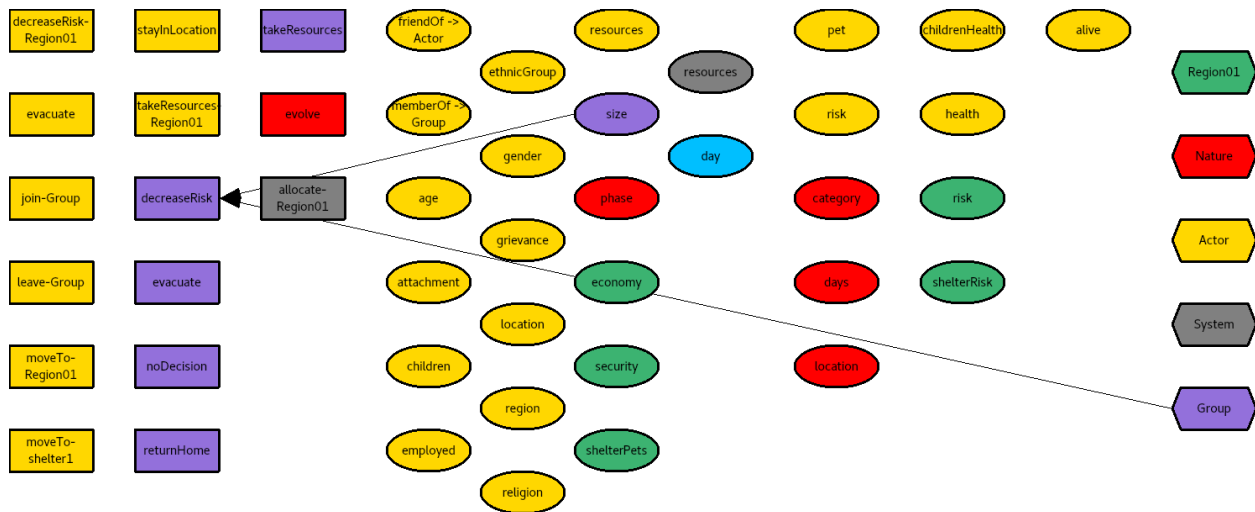 decreaseRisk-
Region01
stayInLocation
takeResources
friendOf ->
Actor
resources
pet
childrenHealth
alive
ethnicGroup
resources
Region01
evacuate
takeResources-
Region01
evolve
memberOf ->
Group
size
risk
health
gender
day
Nature
join-Group
decreaseRisk
allocate-
Region01
age
phase
category
risk
grievance
Actor
leave-Group
evacuate
attachment
economy
days
shelterRisk
location
System
moveTo-
Region01
noDecision
children
security
location
region
Group
moveTo-
shelter1
returnHome
employed
shelterPets
religion